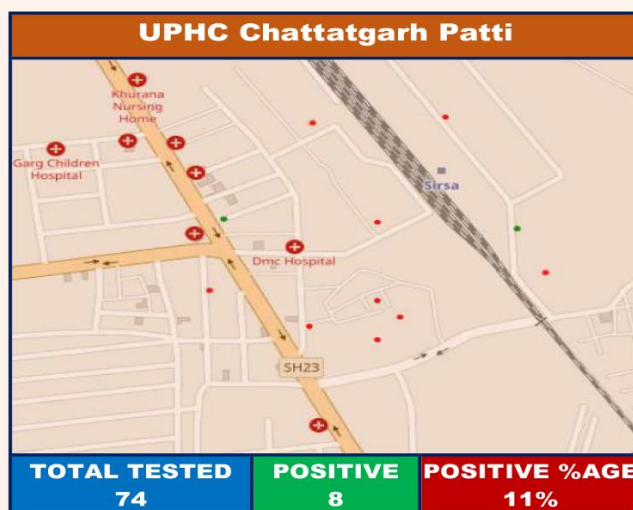 UPHC Chattatgarh Patti
Khurana
Nursing
Home
Garg Children
Hospital
Sirsa
Dmc Hospital
SH23
TOTAL TESTED
74
POSITIVE
8
POSITIVE %AGE
11%